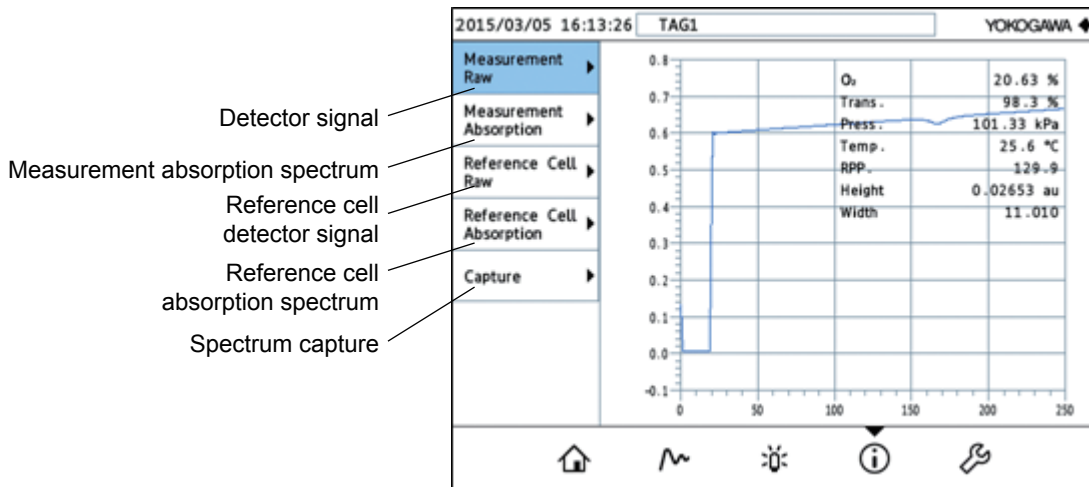 2015/03/05 16:13:26 TAG1 YOKOGAWA
Measurement
Raw
Measurement
Absorption
Reference Cell
Raw
Reference Cell
Absorption
Capture
Detector signal
Measurement absorption spectrum
Reference cell
detector signal
Reference cell
absorption spectrum
Spectrum capture
0.8
0.7
0.6
0.5
0.4
0.3
0.2
0.1
0.0
-0.1
0 50 100 150 200 250
O₂ 20.63 %
Trans. 98.3 %
Press. 101.33 kPa
Temp. 25.6 °C
RPP. 129.9
Height 0.02653 au
Width 11.010